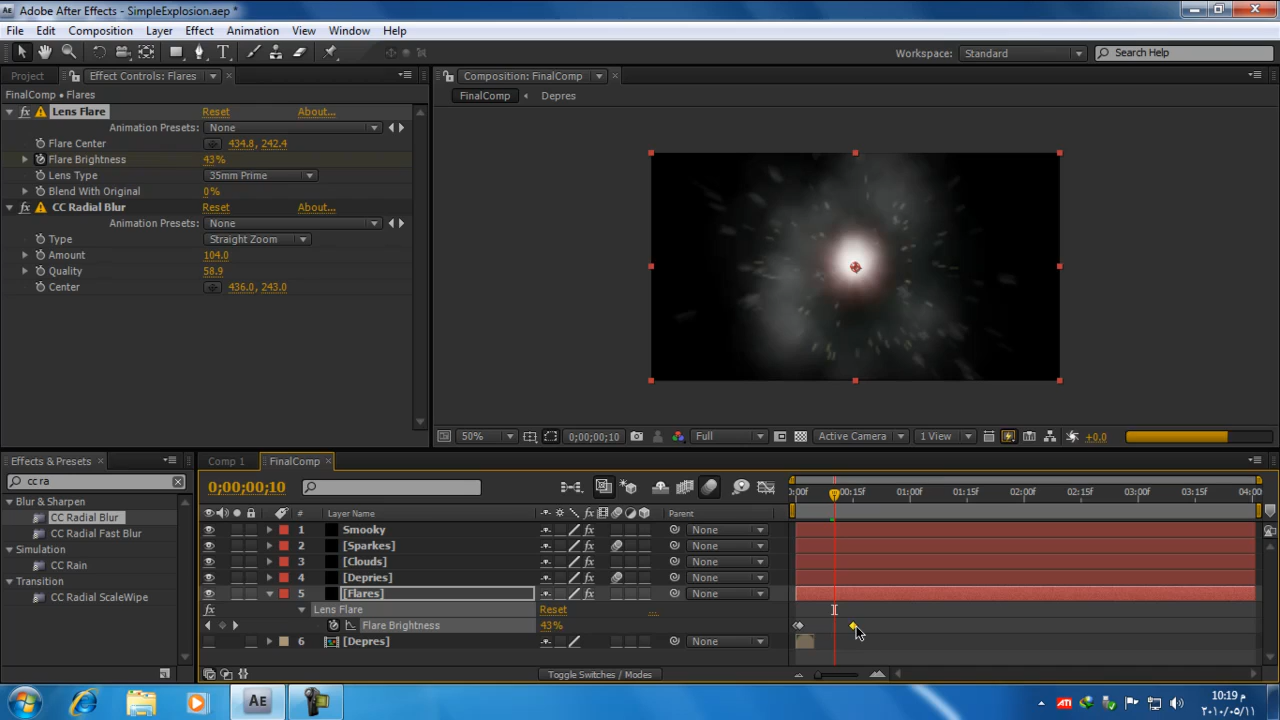 Adobe After Effects - SimpleExplosion.aep *
File Edit Composition Layer Effect Animation View Window Help
Workspace: Standard Search Help
Project Effect Controls: Flares
FinalComp • Flares
Lens Flare Reset About...
Animation Presets: None
Flare Center 434.8, 242.4
Flare Brightness 43%
Lens Type 35mm Prime
Blend With Original 0%
CC Radial Blur Reset About...
Animation Presets: None
Type Straight Zoom
Amount 104.0
Quality 58.9
Center 436.0, 243.0
Composition: FinalComp
FinalComp Depres
50% 0;00;00;10 Full Active Camera 1 View +0.0
Effects & Presets
cc ra
Blur & Sharpen
CC Radial Blur
CC Radial Fast Blur
Simulation
CC Rain
Transition
CC Radial ScaleWipe
Comp 1 FinalComp
0;00;00;10
:00f 00:15f 01:00f 01:15f 02:00f 02:15f 03:00f 03:15f 04:00
# Layer Name Parent
1 Smooky None
2 [Sparkes] None
3 [Clouds] None
4 [Depries] None
5 [Flares] None
Lens Flare Reset ...
Flare Brightness 43%
6 [Depres] None
Toggle Switches / Modes
AE ATI
10:19 م
٢٠١٠/٠٥/١١